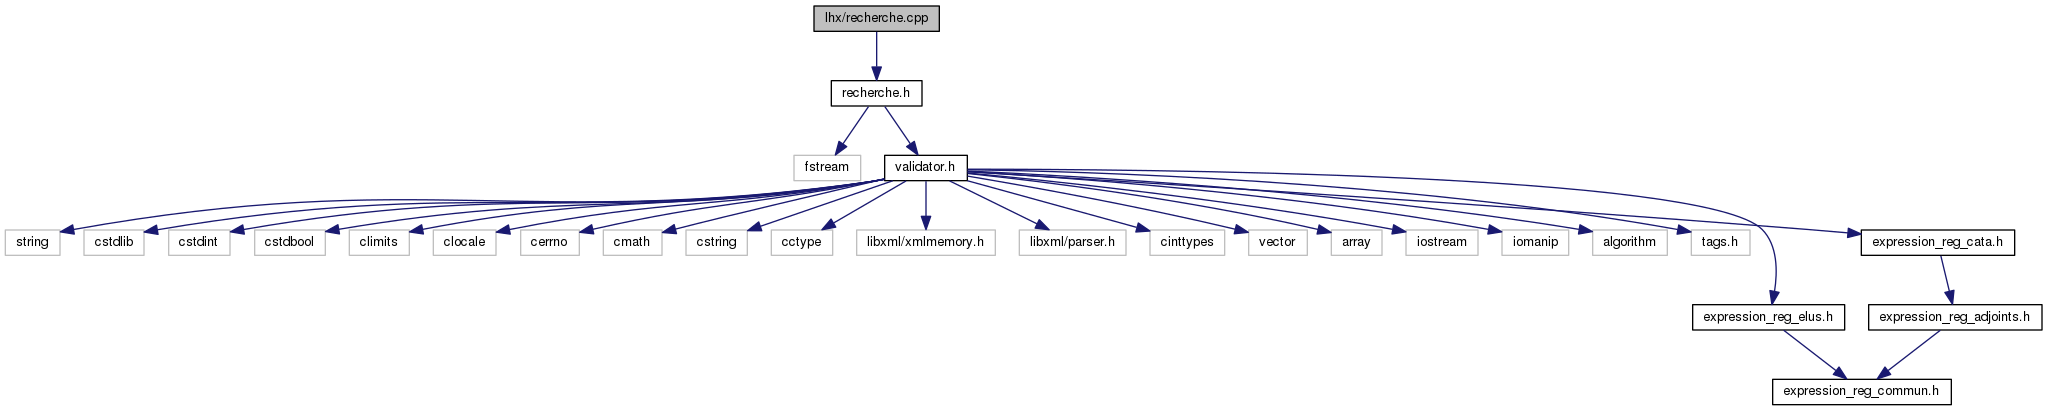 lhx/recherche.cpp
recherche.h
fstream
validator.h
string
cstdlib
cstdint
cstdbool
climits
clocale
cerrno
cmath
cstring
cctype
libxml/xmlmemory.h
libxml/parser.h
cinttypes
vector
array
iostream
iomanip
algorithm
tags.h
expression_reg_cata.h
expression_reg_elus.h
expression_reg_adjoints.h
expression_reg_commun.h